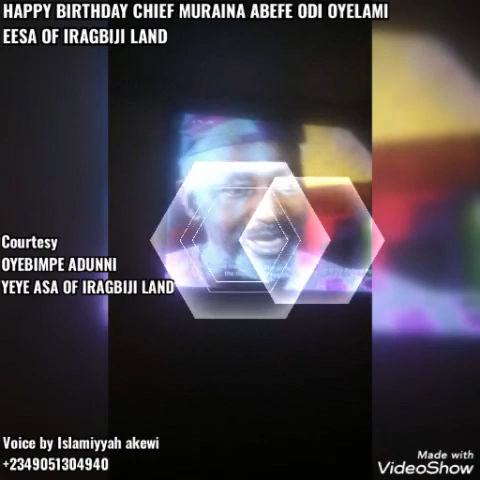 HAPPY BIRTHDAY CHIEF MURAINA ABEFE ODI OYELAMI
EESA OF IRAGBIJI LAND
Courtesy
OYEBIMPE ADUNNI
YEYE ASA OF IRAGBIJI LAND
Voice by Islamiyyah akewi
+2349051304940
Made with
VideoShow